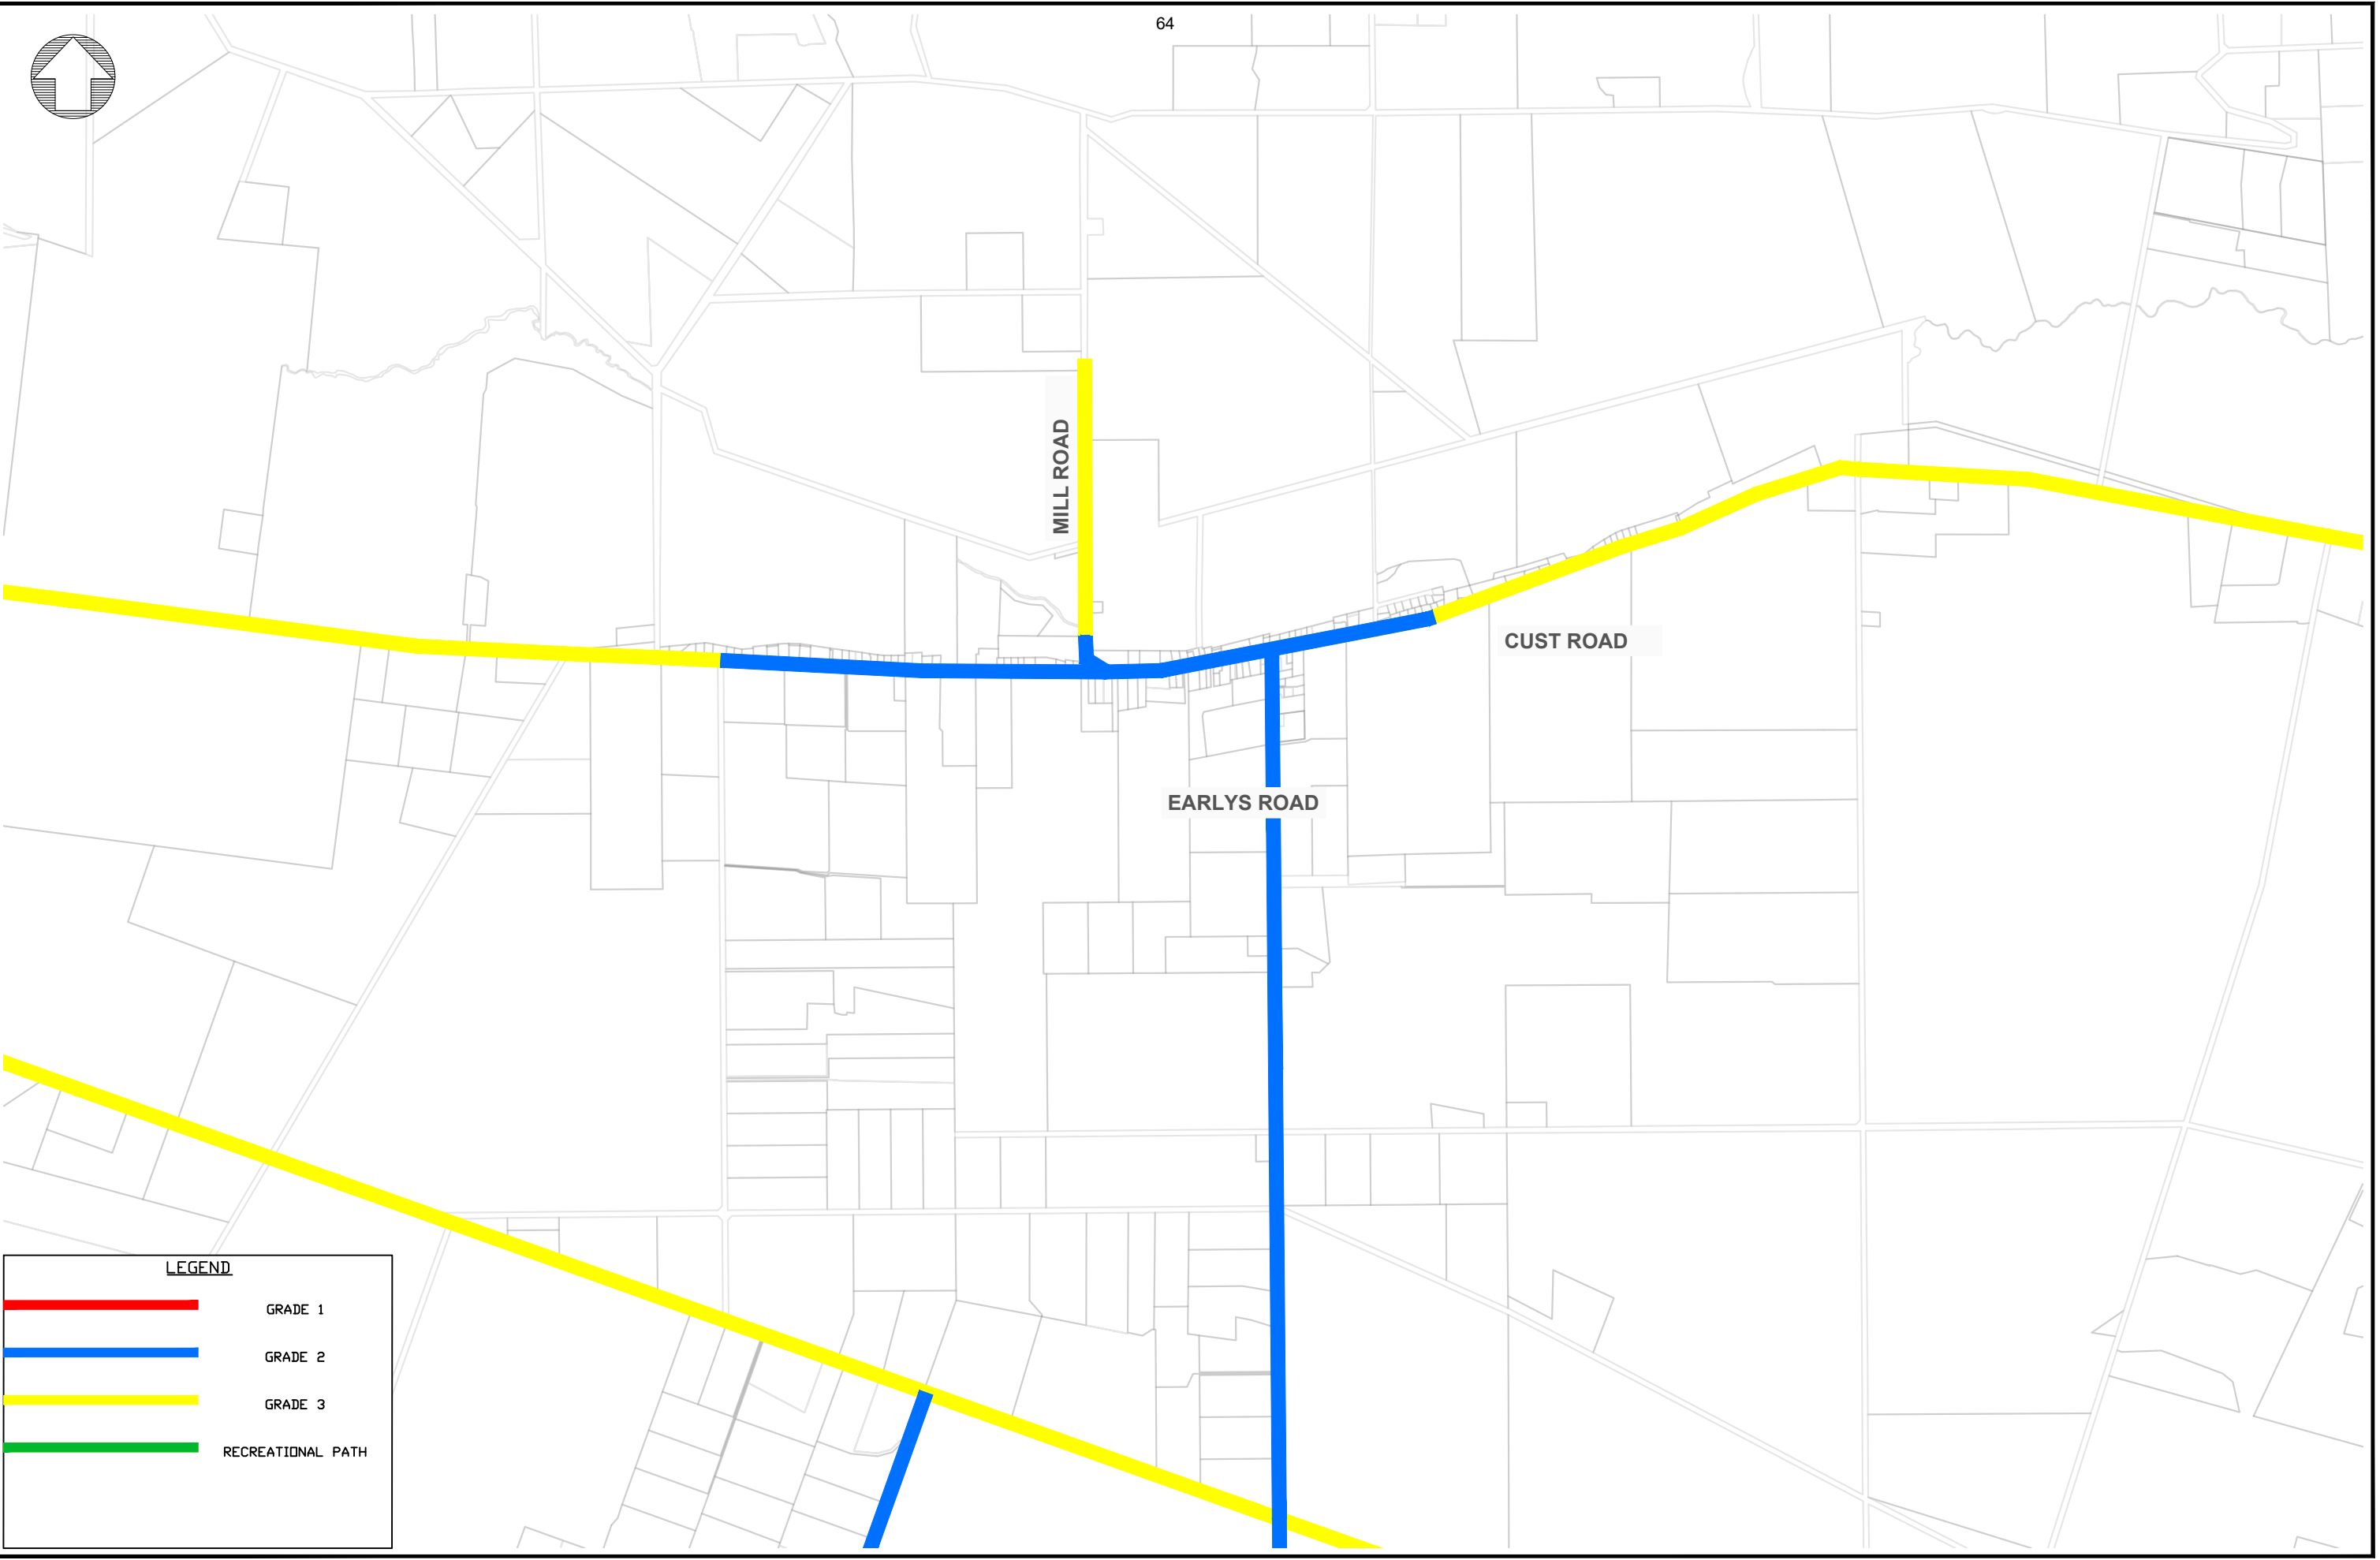 64
MILL ROAD
CUST ROAD
EARLYS ROAD
LEGEND
GRADE 1
GRADE 2
GRADE 3
RECREATIONAL PATH